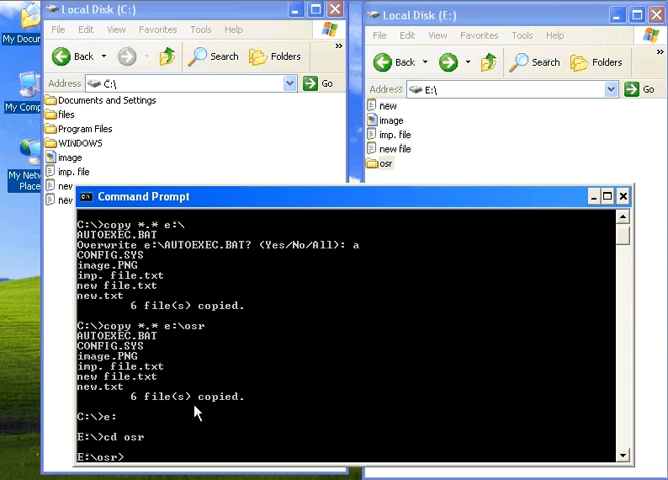 My Docum
My Comp
My Netw
Place
Local Disk (C:)
File Edit View Favorites Tools
Back Search Folders
Address C:\ Go
Documents and Settings
files
Program Files
WINDOWS
image
imp. file
new
new
Local Disk (E:)
File Edit View Favorites Tools
Back Search Folders
Address E:\ Go
new
image
imp. file
new file
osr
Command Prompt
C:\>copy *.* e:\
AUTOEXEC.BAT
Overwrite e:\AUTOEXEC.BAT? (Yes/No/All): a
CONFIG.SYS
image.PNG
imp. file.txt
new file.txt
new.txt
6 file(s) copied.
C:\>copy *.* e:\osr
AUTOEXEC.BAT
CONFIG.SYS
image.PNG
imp. file.txt
new file.txt
new.txt
6 file(s) copied.
C:\>e:
E:\>cd osr
E:\osr>